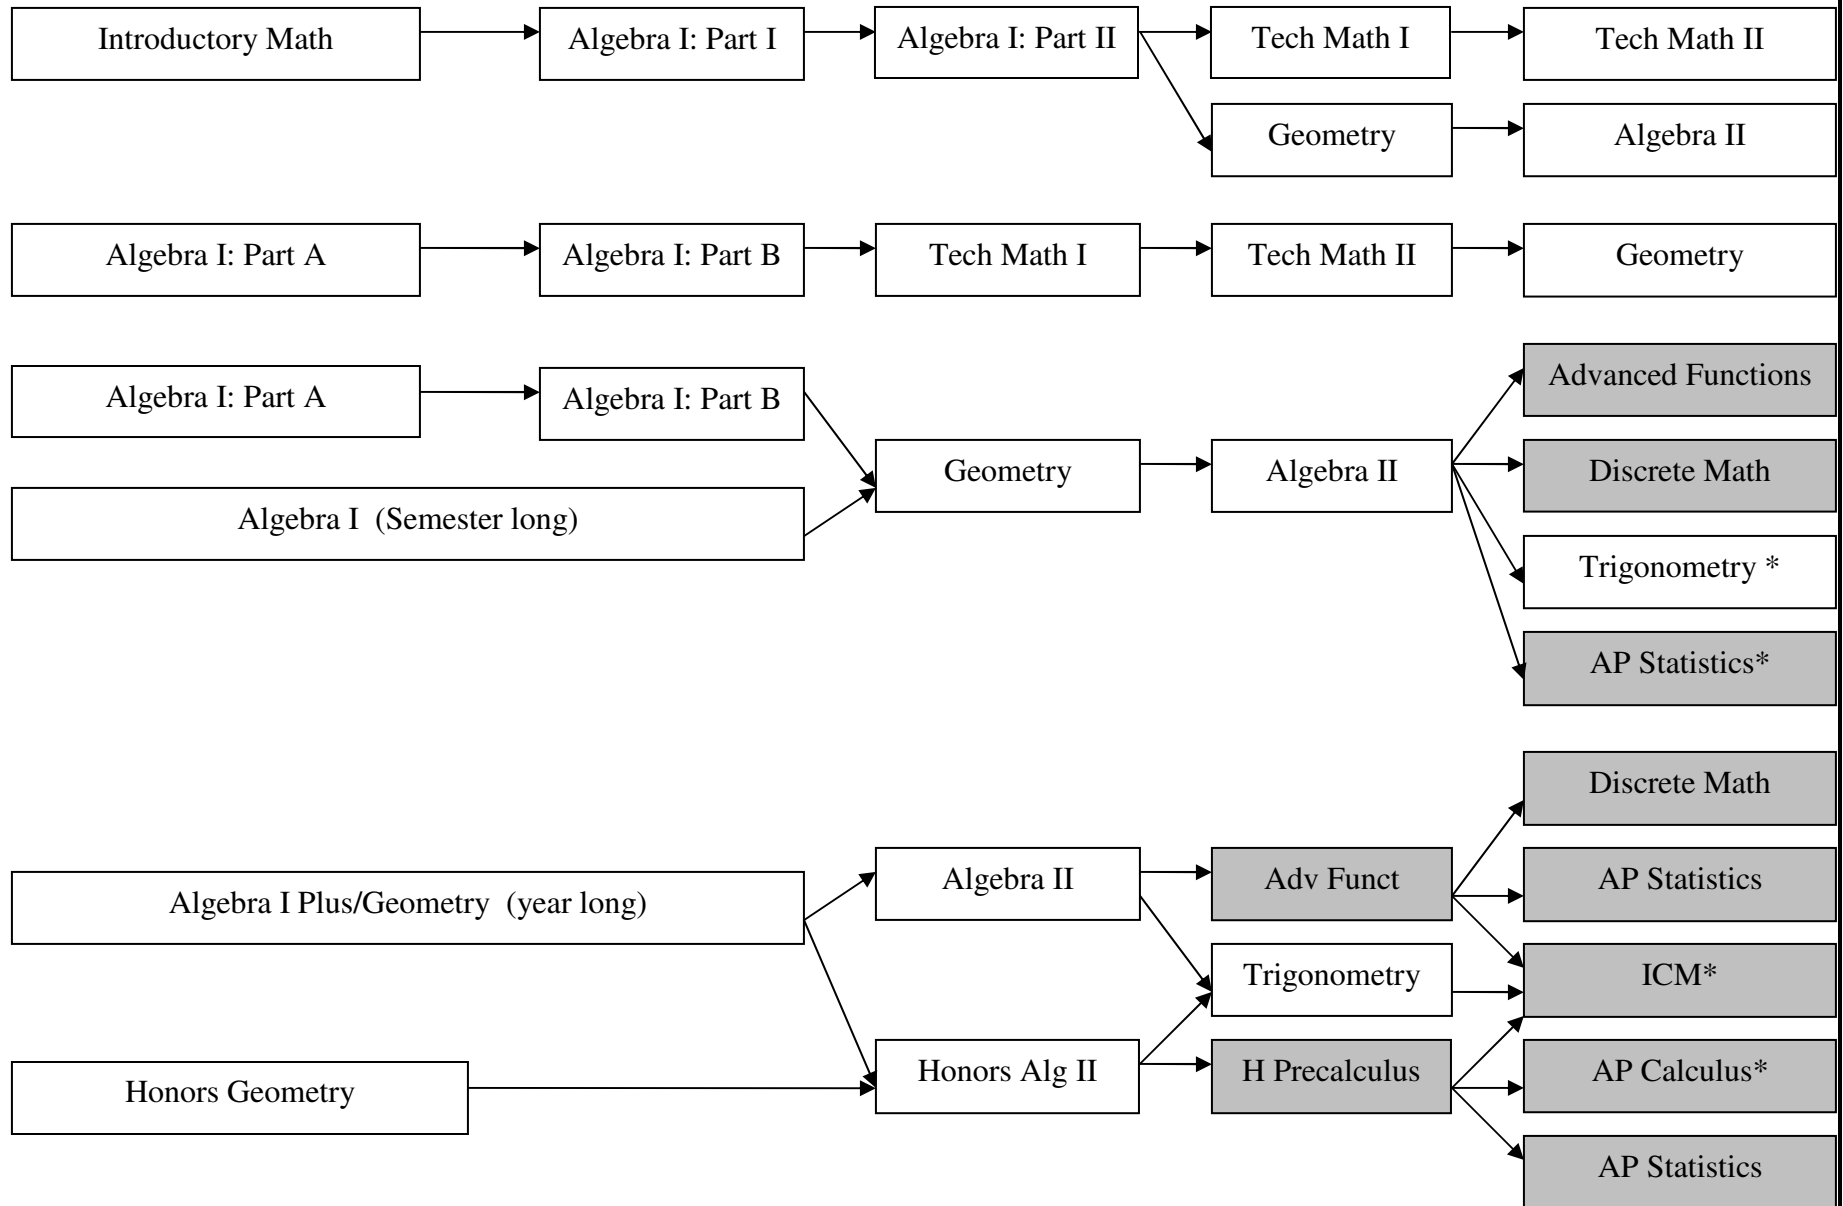 Introductory Math
Algebra I: Part I
Algebra I: Part II
Tech Math I
Tech Math II
Geometry
Algebra II
Algebra I: Part A
Algebra I: Part B
Tech Math I
Tech Math II
Geometry
Algebra I: Part A
Algebra I: Part B
Algebra I (Semester long)
Geometry
Algebra II
Advanced Functions
Discrete Math
Trigonometry *
AP Statistics*
Algebra I Plus/Geometry (year long)
Honors Geometry
Algebra II
Honors Alg II
Adv Funct
Trigonometry
H Precalculus
Discrete Math
AP Statistics
ICM*
AP Calculus*
AP Statistics